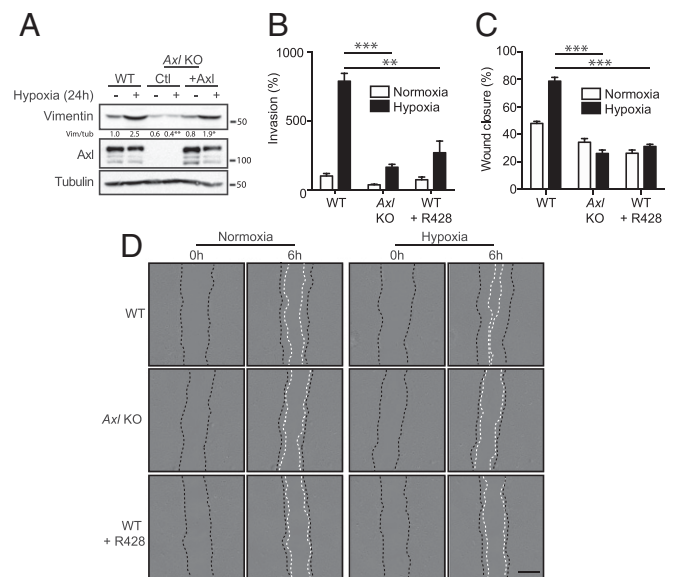 A
Axl KO
WT Ctl +Axl
Hypoxia (24h) - + - + - +
Vimentin
50
Vim/tub 1.0 2.5 0.6 0.4** 0.8 1.9*
Axl
100
Tubulin
50
B
1000
500
0
Invasion (%)
***
**
Normoxia
Hypoxia
WT Axl KO WT + R428
C
100
80
60
40
20
0
Wound closure (%)
***
***
Normoxia
Hypoxia
WT Axl KO WT + R428
D
Normoxia Hypoxia
0h 6h 0h 6h
WT
Axl KO
WT
+ R428